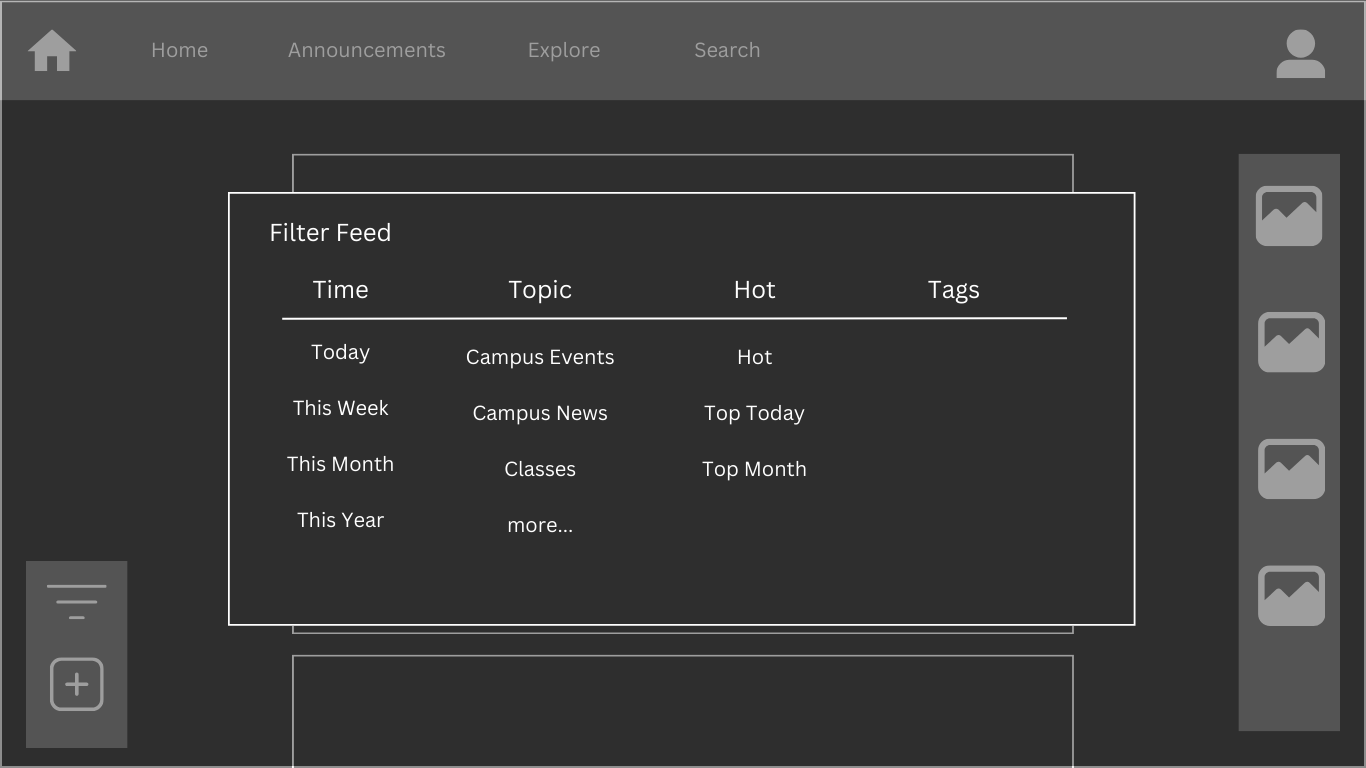 Home
Announcements
Explore
Search
Filter Feed
Time
Topic
Hot
Tags
Today
Campus Events
Hot
This Week
Campus News
Top Today
This Month
Classes
Top Month
This Year
more...